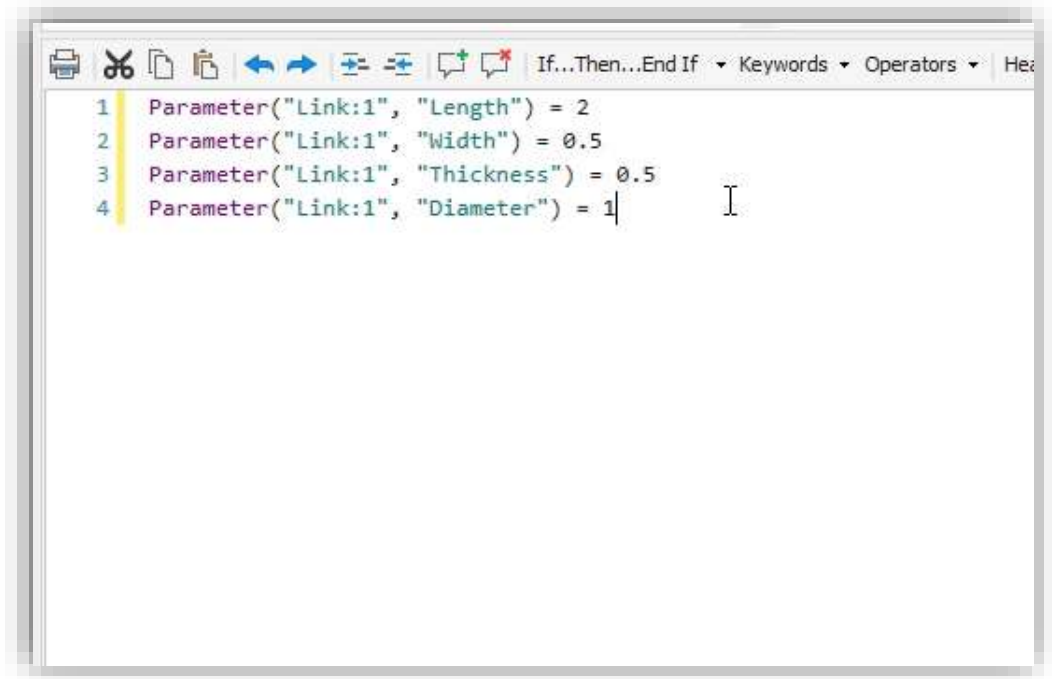 If...Then...End If Keywords Operators
1 Parameter("Link:1", "Length") = 2
2 Parameter("Link:1", "Width") = 0.5
3 Parameter("Link:1", "Thickness") = 0.5
4 Parameter("Link:1", "Diameter") = 1